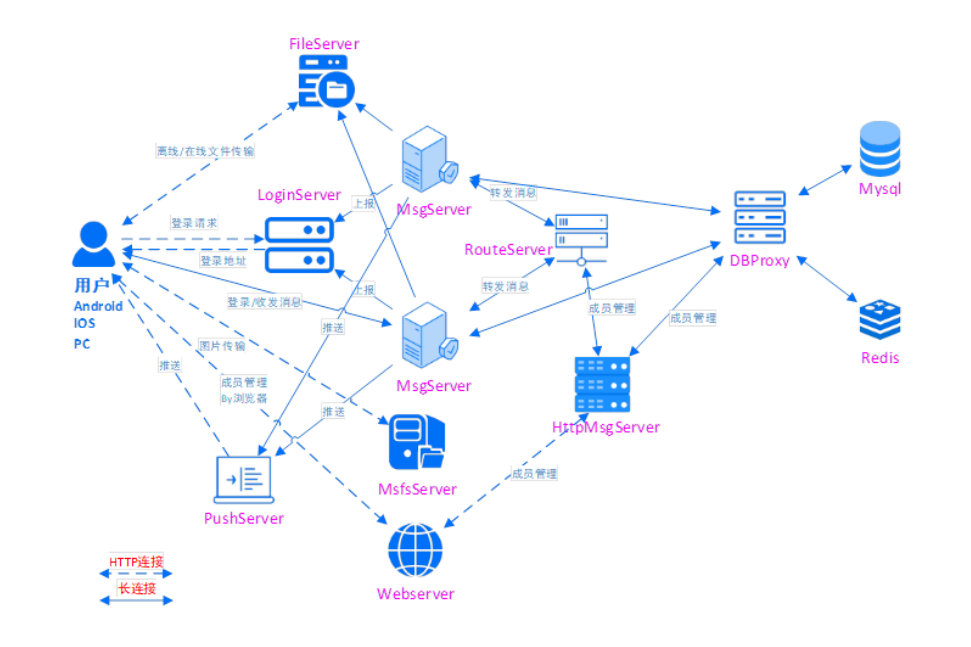 FileServer
离线/在线文件传输
Mysql
LoginServer
上报
MsgServer
转发消息
登录请求
RouteServer
DBProxy
登录地址
用户
Android
IOS
PC
登录/收发消息
上报
转发消息
成员管理
成员管理
推送
图片传输
Redis
推送
MsgServer
成员管理
By浏览器
推送
HttpMsgServer
成员管理
MsfsServer
PushServer
HTTP连接
长连接
Webserver